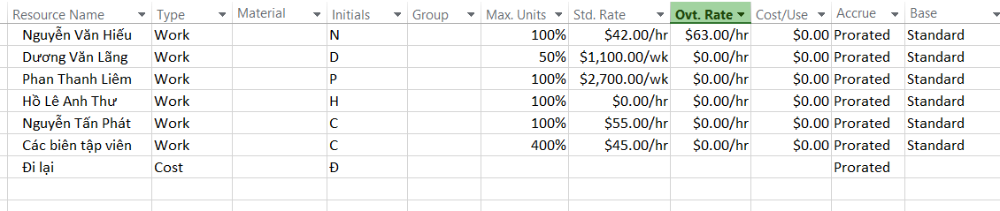 Resource Name Type Material Initials Group Max. Units Std. Rate Ovt. Rate Cost/Use Accrue Base
Nguyễn Văn Hiếu Work N 100% $42.00/hr $63.00/hr $0.00 Prorated Standard
Dương Văn Lãng Work D 50% $1,100.00/wk $0.00/hr $0.00 Prorated Standard
Phan Thanh Liêm Work P 100% $2,700.00/wk $0.00/hr $0.00 Prorated Standard
Hồ Lê Anh Thư Work H 100% $0.00/hr $0.00/hr $0.00 Prorated Standard
Nguyễn Tấn Phát Work C 100% $55.00/hr $0.00/hr $0.00 Prorated Standard
Các biên tập viên Work C 400% $45.00/hr $0.00/hr $0.00 Prorated Standard
Đi lại Cost Đ Prorated